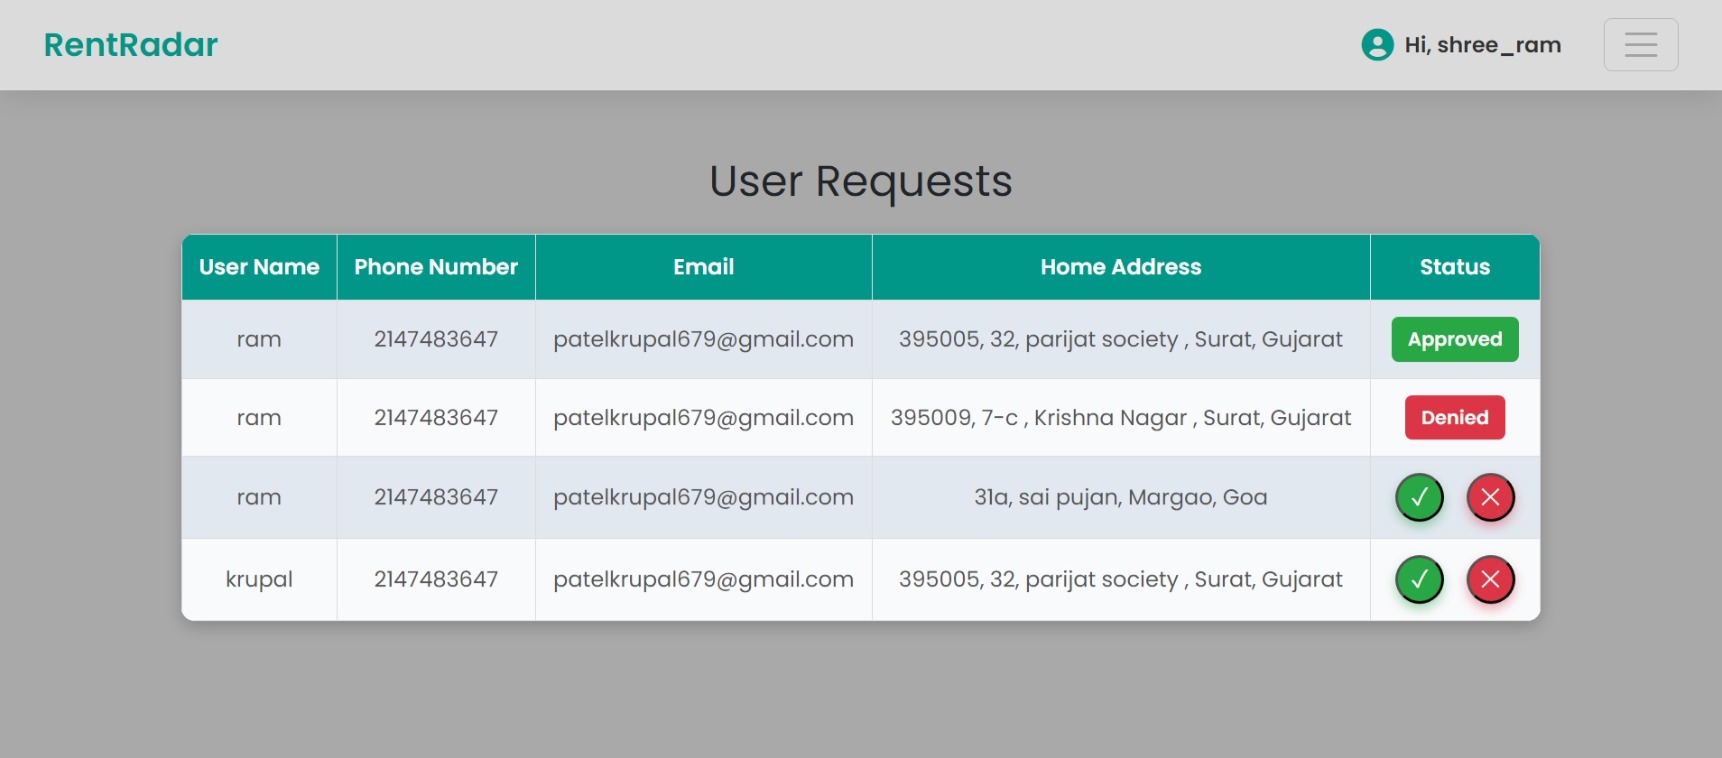 RentRadar
Hi, shree_ram
User Requests
User Name Phone Number Email Home Address Status
ram 2147483647 patelkrupal679@gmail.com 395005, 32, parijat society , Surat, Gujarat Approved
ram 2147483647 patelkrupal679@gmail.com 395009, 7-c , Krishna Nagar , Surat, Gujarat Denied
ram 2147483647 patelkrupal679@gmail.com 31a, sai pujan, Margao, Goa
krupal 2147483647 patelkrupal679@gmail.com 395005, 32, parijat society , Surat, Gujarat